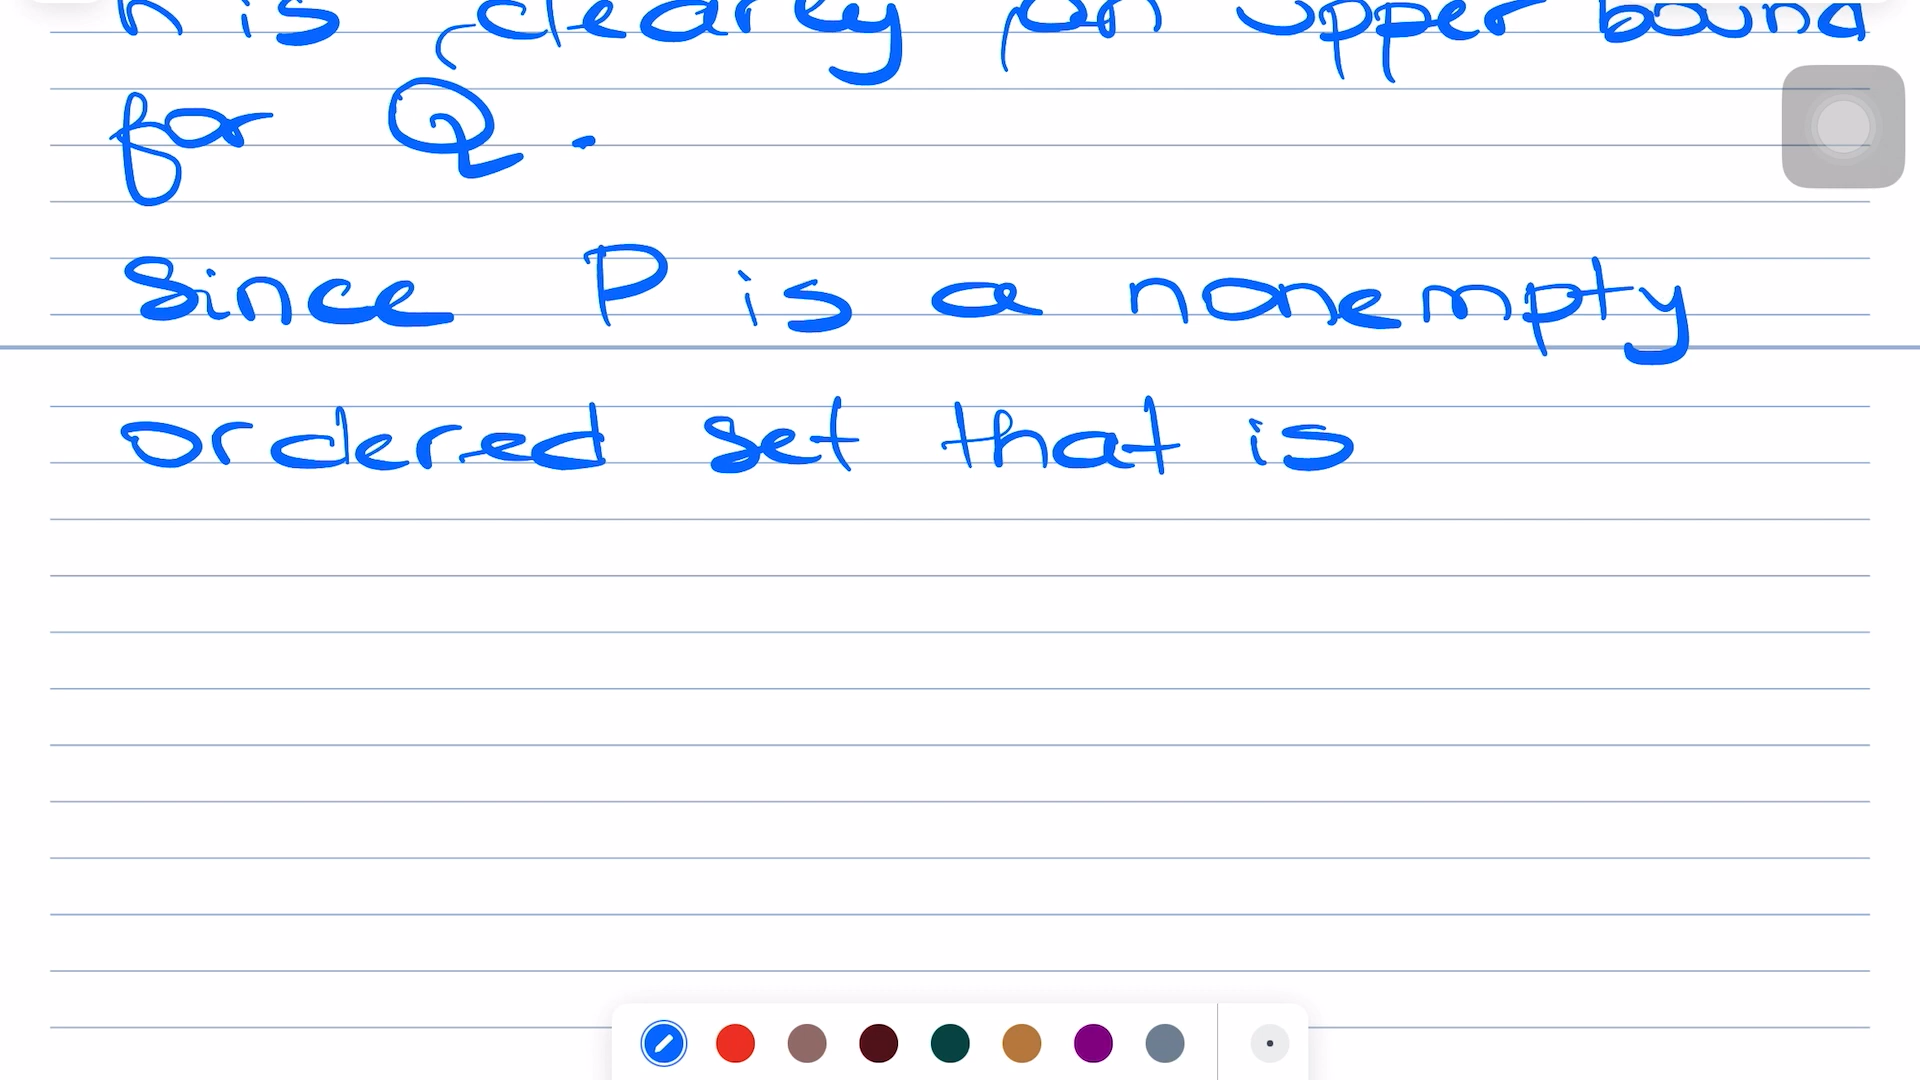 is clearly an upper bound
for Q.
Since P is a nonempty
ordered set that is